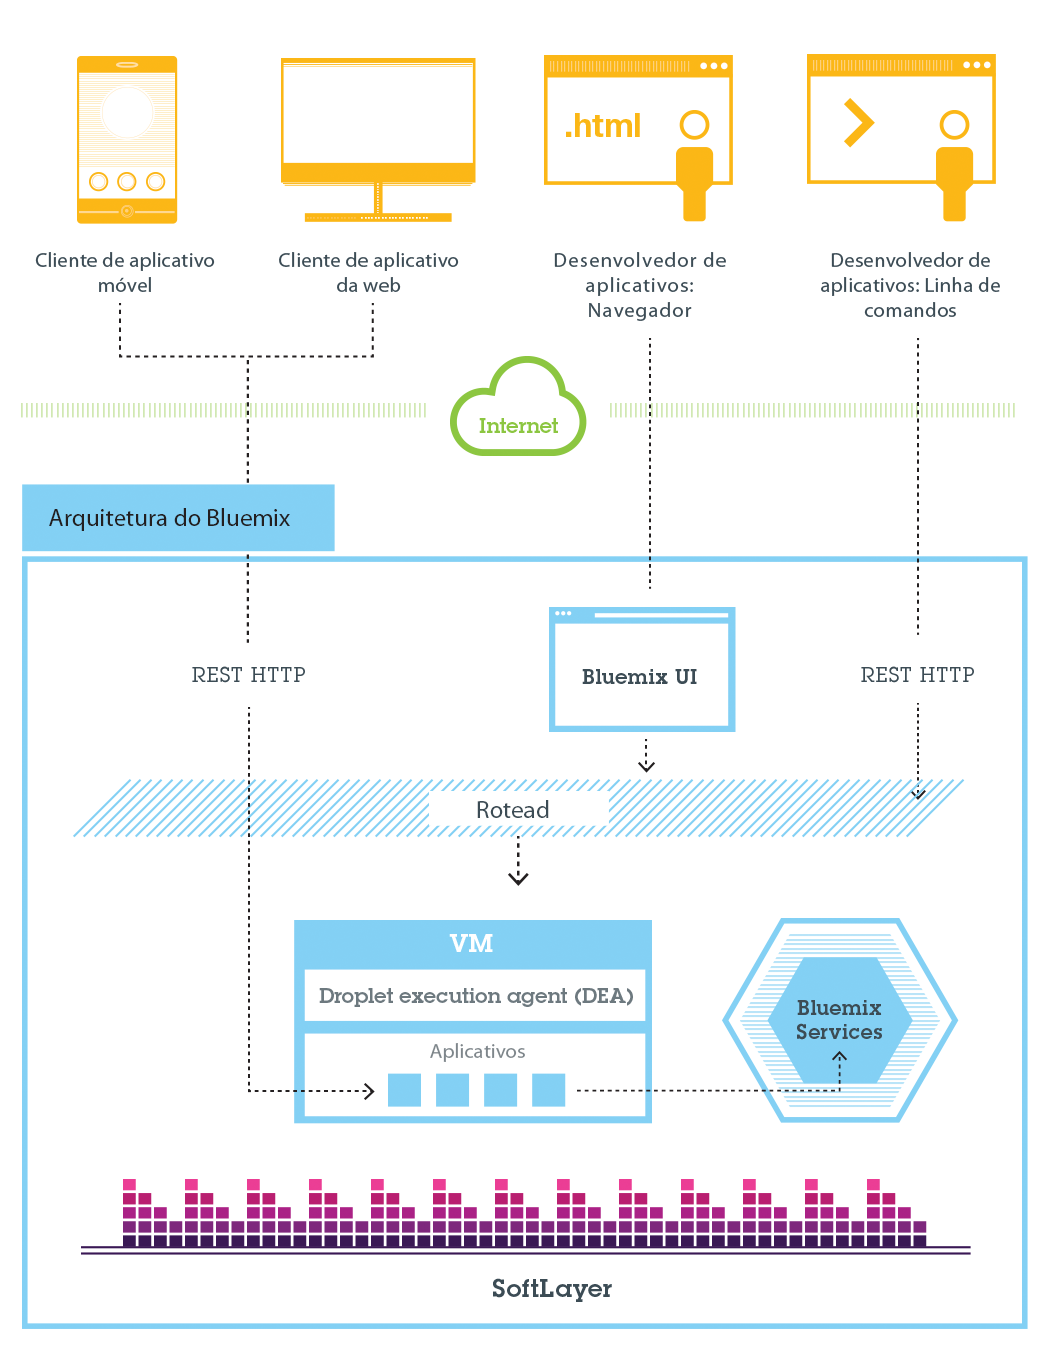 .html
Cliente de aplicativo
móvel
Cliente de aplicativo
da web
Desenvolvedor de
aplicativos:
Navegador
Desenvolvedor de
aplicativos: Linha de
comandos
Internet
Arquitetura do Bluemix
REST HTTP
Bluemix UI
REST HTTP
Rotead
VM
Droplet execution agent (DEA)
Aplicativos
Bluemix
Services
SoftLayer